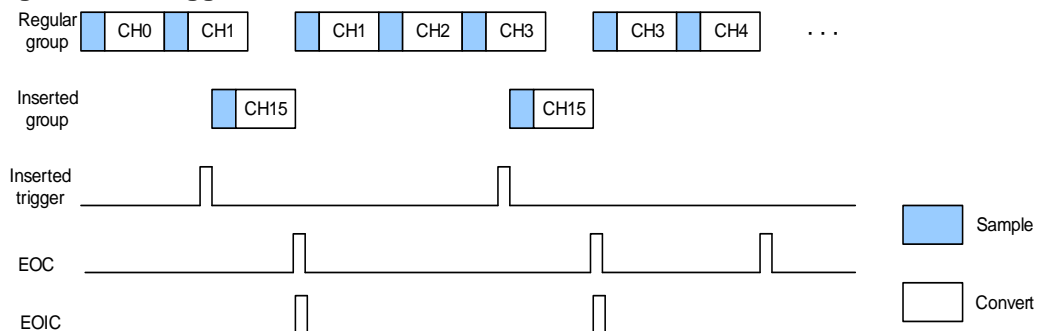 Regular
group
CH0 CH1 CH1 CH2 CH3 CH3 CH4 . . .
Inserted
group
CH15 CH15
Inserted
trigger
Sample
EOC
Convert
EOIC